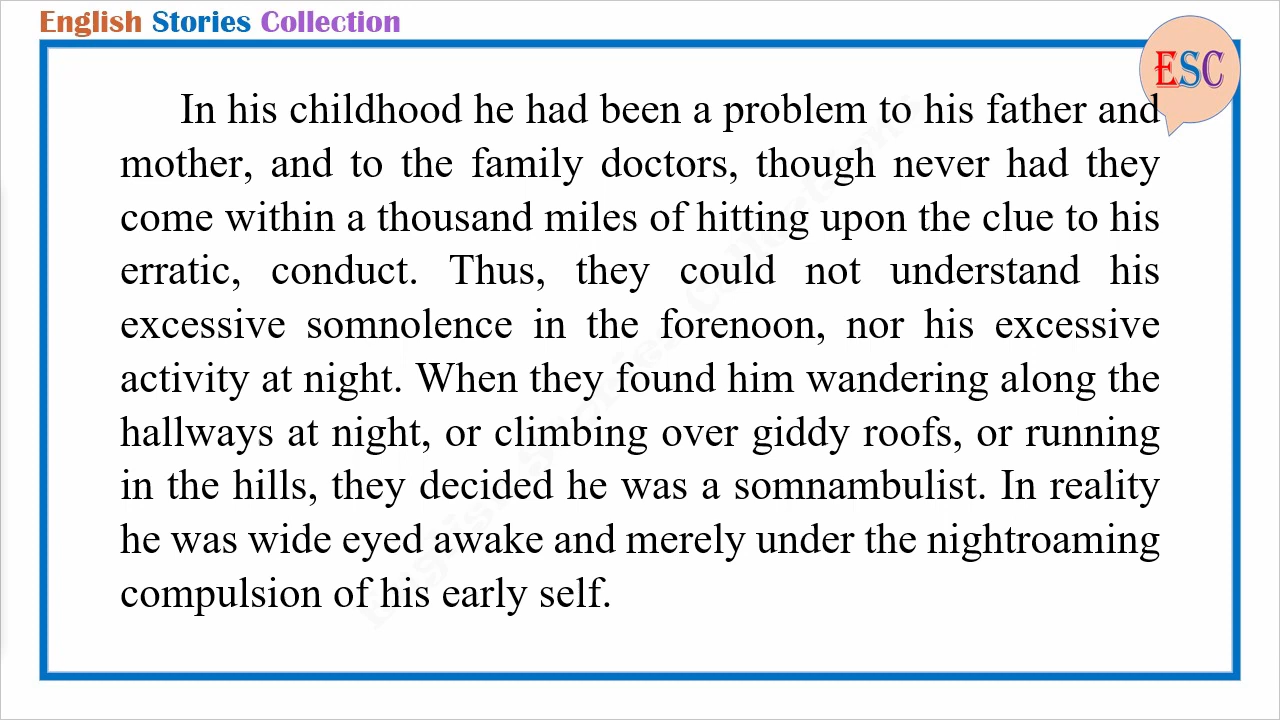 English Stories Collection
ESC
In his childhood he had been a problem to his father and
mother, and to the family doctors, though never had they
come within a thousand miles of hitting upon the clue to his
erratic, conduct. Thus, they could not understand his
excessive somnolence in the forenoon, nor his excessive
activity at night. When they found him wandering along the
hallways at night, or climbing over giddy roofs, or running
in the hills, they decided he was a somnambulist. In reality
he was wide eyed awake and merely under the nightroaming
compulsion of his early self.